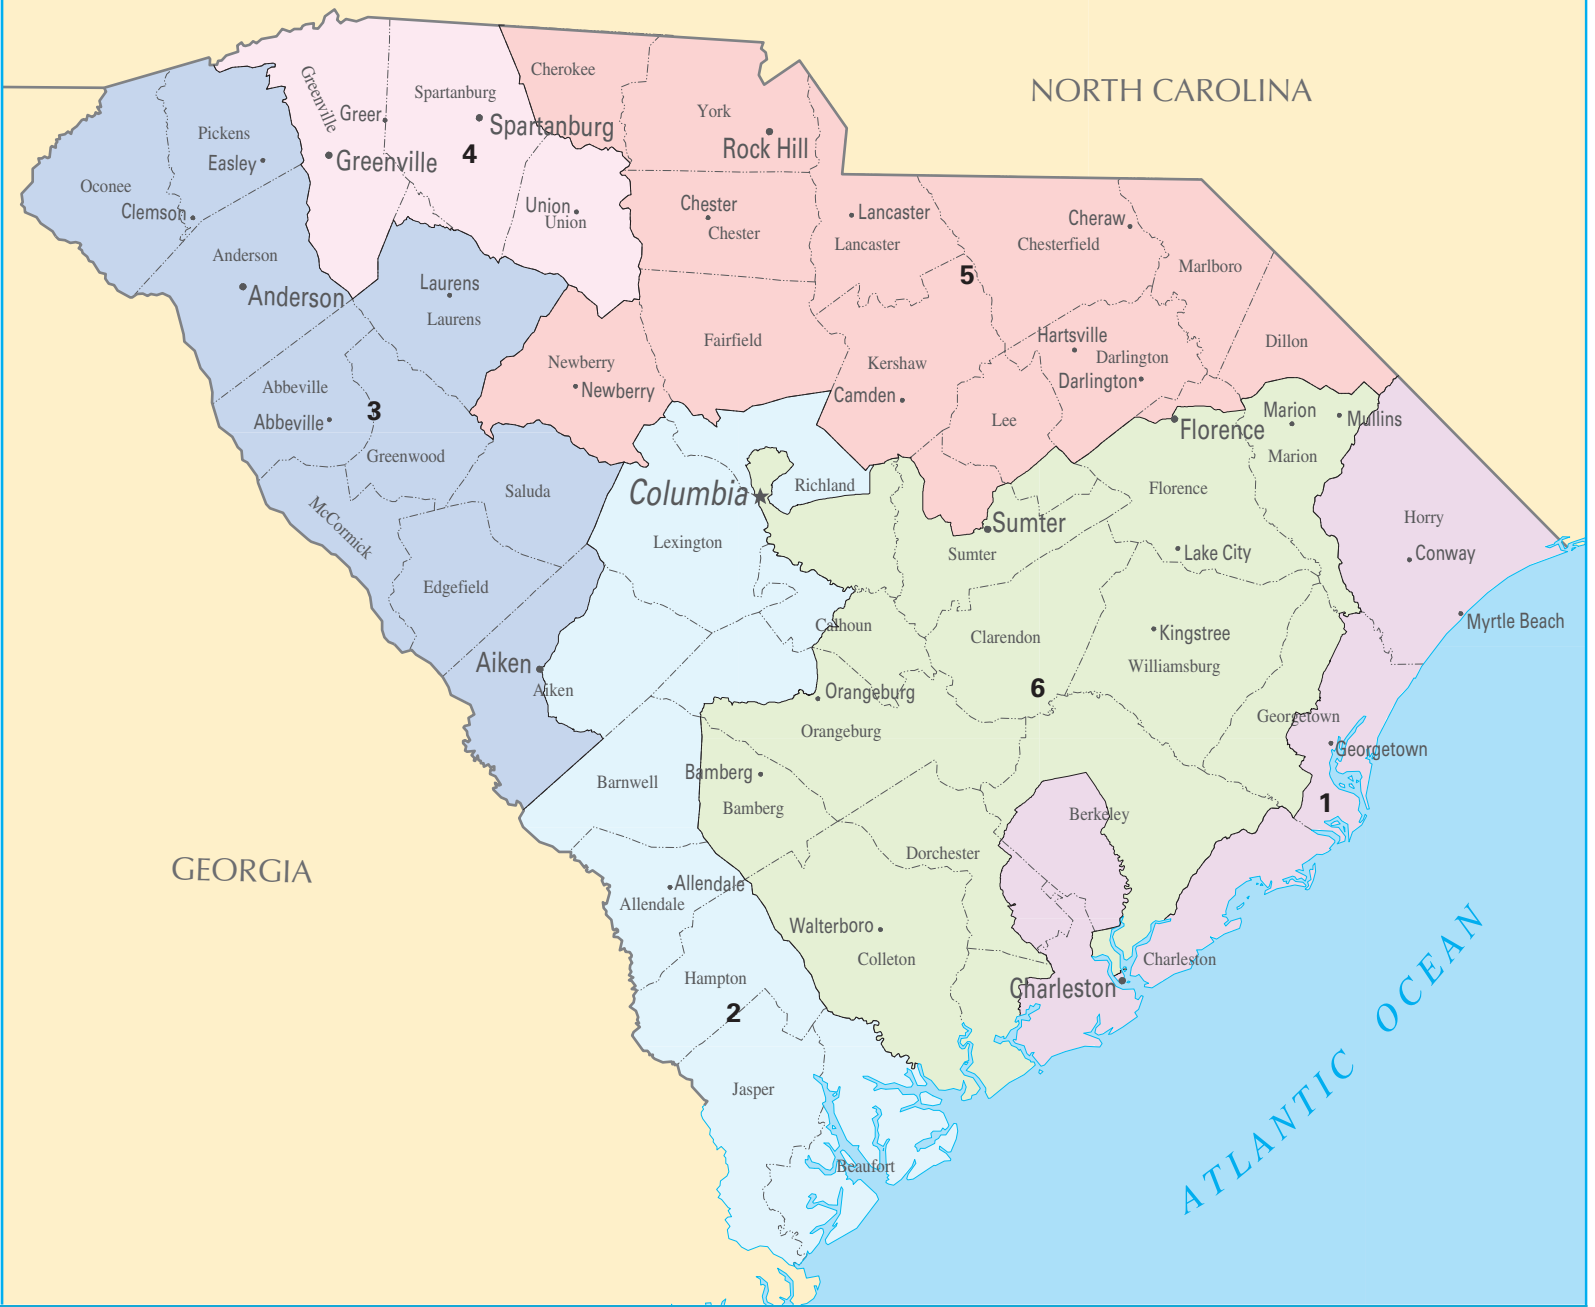 NORTH CAROLINA
Cherokee
Greenville
Spartanburg
York
Greer
Spartanburg
Pickens
Rock Hill
Easley
Greenville
4
Oconee
Clemson
Union
Union
Chester
Chester
Lancaster
Lancaster
Cheraw
Chesterfield
Anderson
Marlboro
5
Anderson
Laurens
Laurens
Hartsville
Fairfield
Dillon
Newberry
Newberry
Kershaw
Darlington
Darlington
Abbeville
Abbeville
3
Camden
Lee
Marion
Mullins
Florence
Marion
Greenwood
Saluda
Columbia
Richland
Florence
McCormick
Sumter
Sumter
Horry
Conway
Lexington
Lake City
Edgefield
Calhoun
Clarendon
Kingstree
Williamsburg
Myrtle Beach
Aiken
Aiken
Orangeburg
Orangeburg
6
Georgetown
Georgetown
Barnwell
Bamberg
Bamberg
1
Berkeley
Dorchester
GEORGIA
Allendale
Allendale
Walterboro
Colleton
Charleston
Charleston
Hampton
2
Jasper
Beaufort
ATLANTIC OCEAN